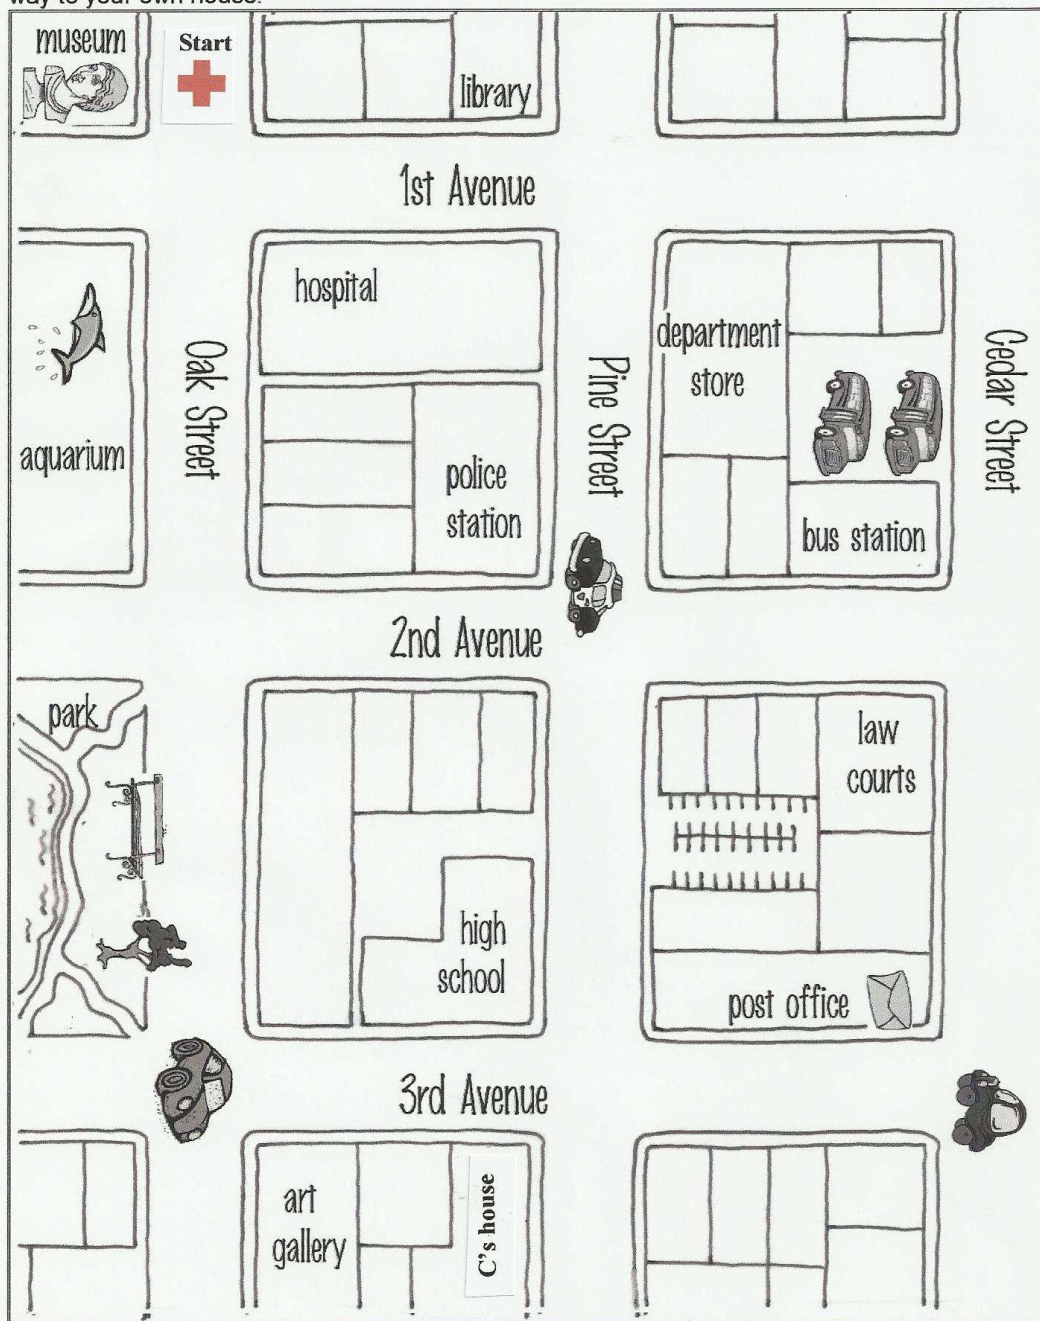 way to your own house.
museum
Start
library
1st Avenue
hospital
department
store
Oak Street
Pine Street
Cedar Street
aquarium
police
station
bus station
2nd Avenue
park
law
courts
high
school
post office
3rd Avenue
art
gallery
C's house